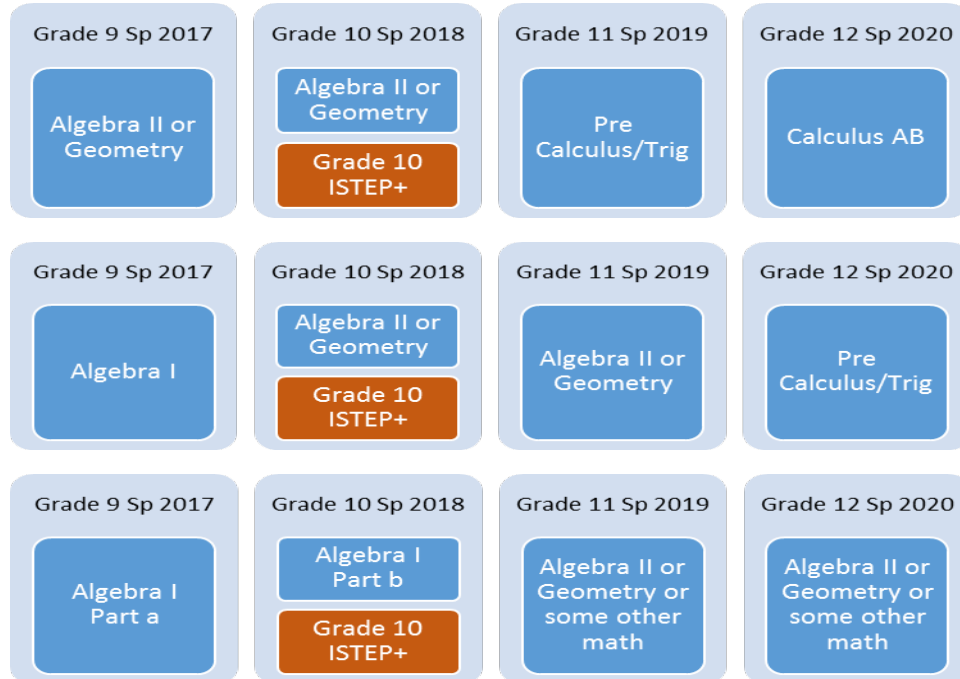 Grade 9 Sp 2017
Algebra II or
Geometry
Grade 10 Sp 2018
Algebra II or
Geometry
Grade 10
ISTEP+
Grade 11 Sp 2019
Pre
Calculus/Trig
Grade 12 Sp 2020
Calculus AB
Grade 9 Sp 2017
Algebra I
Grade 10 Sp 2018
Algebra II or
Geometry
Grade 10
ISTEP+
Grade 11 Sp 2019
Algebra II or
Geometry
Grade 12 Sp 2020
Pre
Calculus/Trig
Grade 9 Sp 2017
Algebra I
Part a
Grade 10 Sp 2018
Algebra I
Part b
Grade 10
ISTEP+
Grade 11 Sp 2019
Algebra II or
Geometry or
some other
math
Grade 12 Sp 2020
Algebra II or
Geometry or
some other
math